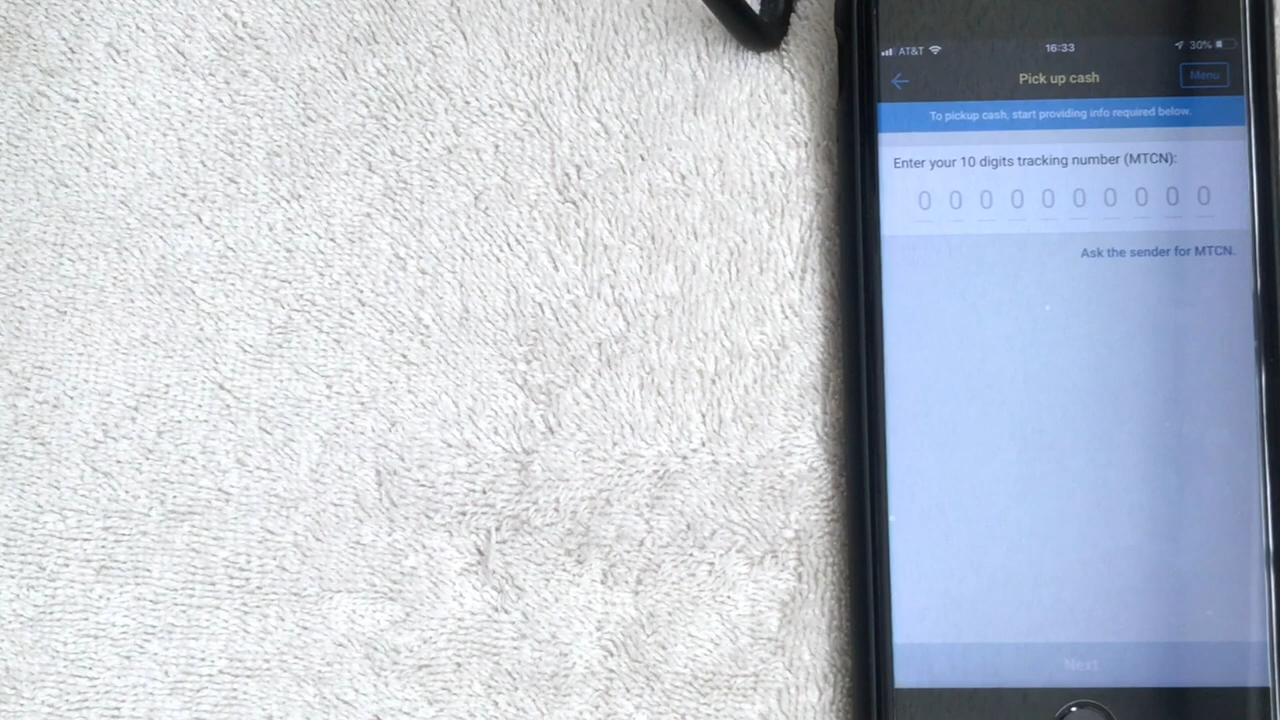 AT&T 16:33 30%
Pick up cash Menu
To pickup cash, start providing info required below.
Enter your 10 digits tracking number (MTCN):
0 0 0 0 0 0 0 0 0 0
Ask the sender for MTCN.
Next